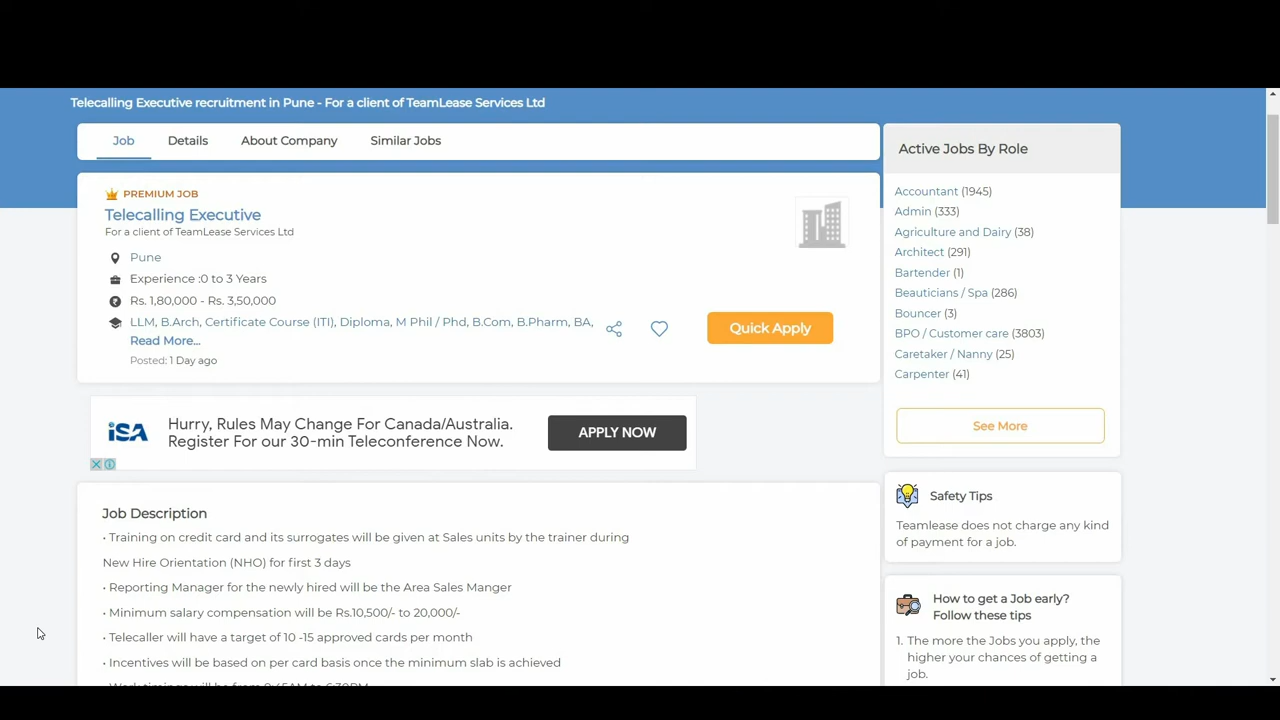 Telecalling Executive recruitment in Pune - For a client of TeamLease Services Ltd
Job Details About Company Similar Jobs
PREMIUM JOB
Telecalling Executive
For a client of TeamLease Services Ltd
Pune
Experience :0 to 3 Years
Rs. 1,80,000 - Rs. 3,50,000
LLM, B.Arch, Certificate Course (ITI), Diploma, M Phil / Phd, B.Com, B.Pharm, BA,
Read More...
Posted: 1 Day ago
Quick Apply
iSA
Hurry, Rules May Change For Canada/Australia.
Register For our 30-min Teleconference Now.
APPLY NOW
Job Description
• Training on credit card and its surrogates will be given at Sales units by the trainer during
New Hire Orientation (NHO) for first 3 days
• Reporting Manager for the newly hired will be the Area Sales Manger
• Minimum salary compensation will be Rs.10,500/- to 20,000/-
• Telecaller will have a target of 10 -15 approved cards per month
• Incentives will be based on per card basis once the minimum slab is achieved
Active Jobs By Role
Accountant (1945)
Admin (333)
Agriculture and Dairy (38)
Architect (291)
Bartender (1)
Beauticians / Spa (286)
Bouncer (3)
BPO / Customer care (3803)
Caretaker / Nanny (25)
Carpenter (41)
See More
Safety Tips
Teamlease does not charge any kind
of payment for a job.
How to get a Job early?
Follow these tips
1. The more the Jobs you apply, the
higher your chances of getting a
job.